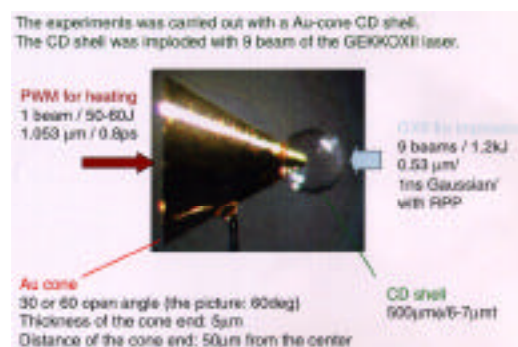 The experiments was carried out with a Au-cone CD shell.
The CD shell was imploded with 9 beam of the GEKKOXII laser.
PWM for heating
1 beam / 50-60J
1.053 μm / 0.8ps
GXII for implosion
9 beams / 1.2kJ
0.53 μm/
1ns Gaussian/
with RPP
Au cone
30 or 60 open angle (the picture: 60deg)
Thickness of the cone end: 5μm
Distance of the cone end: 50μm from the center
CD shell
500μmø/6-7μmt